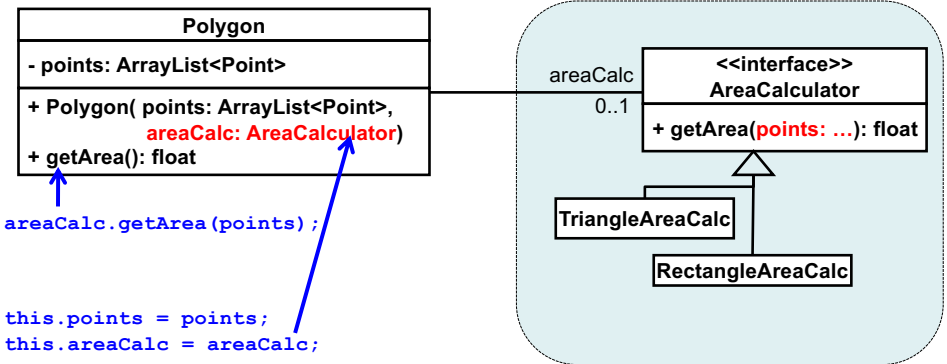 Polygon
- points: ArrayList<Point>
+ Polygon( points: ArrayList<Point>,
areaCalc: AreaCalculator)
+ getArea(): float
areaCalc.getArea(points);
this.points = points;
this.areaCalc = areaCalc;
areaCalc
0..1
<<interface>>
AreaCalculator
+ getArea(points: …): float
TriangleAreaCalc
RectangleAreaCalc